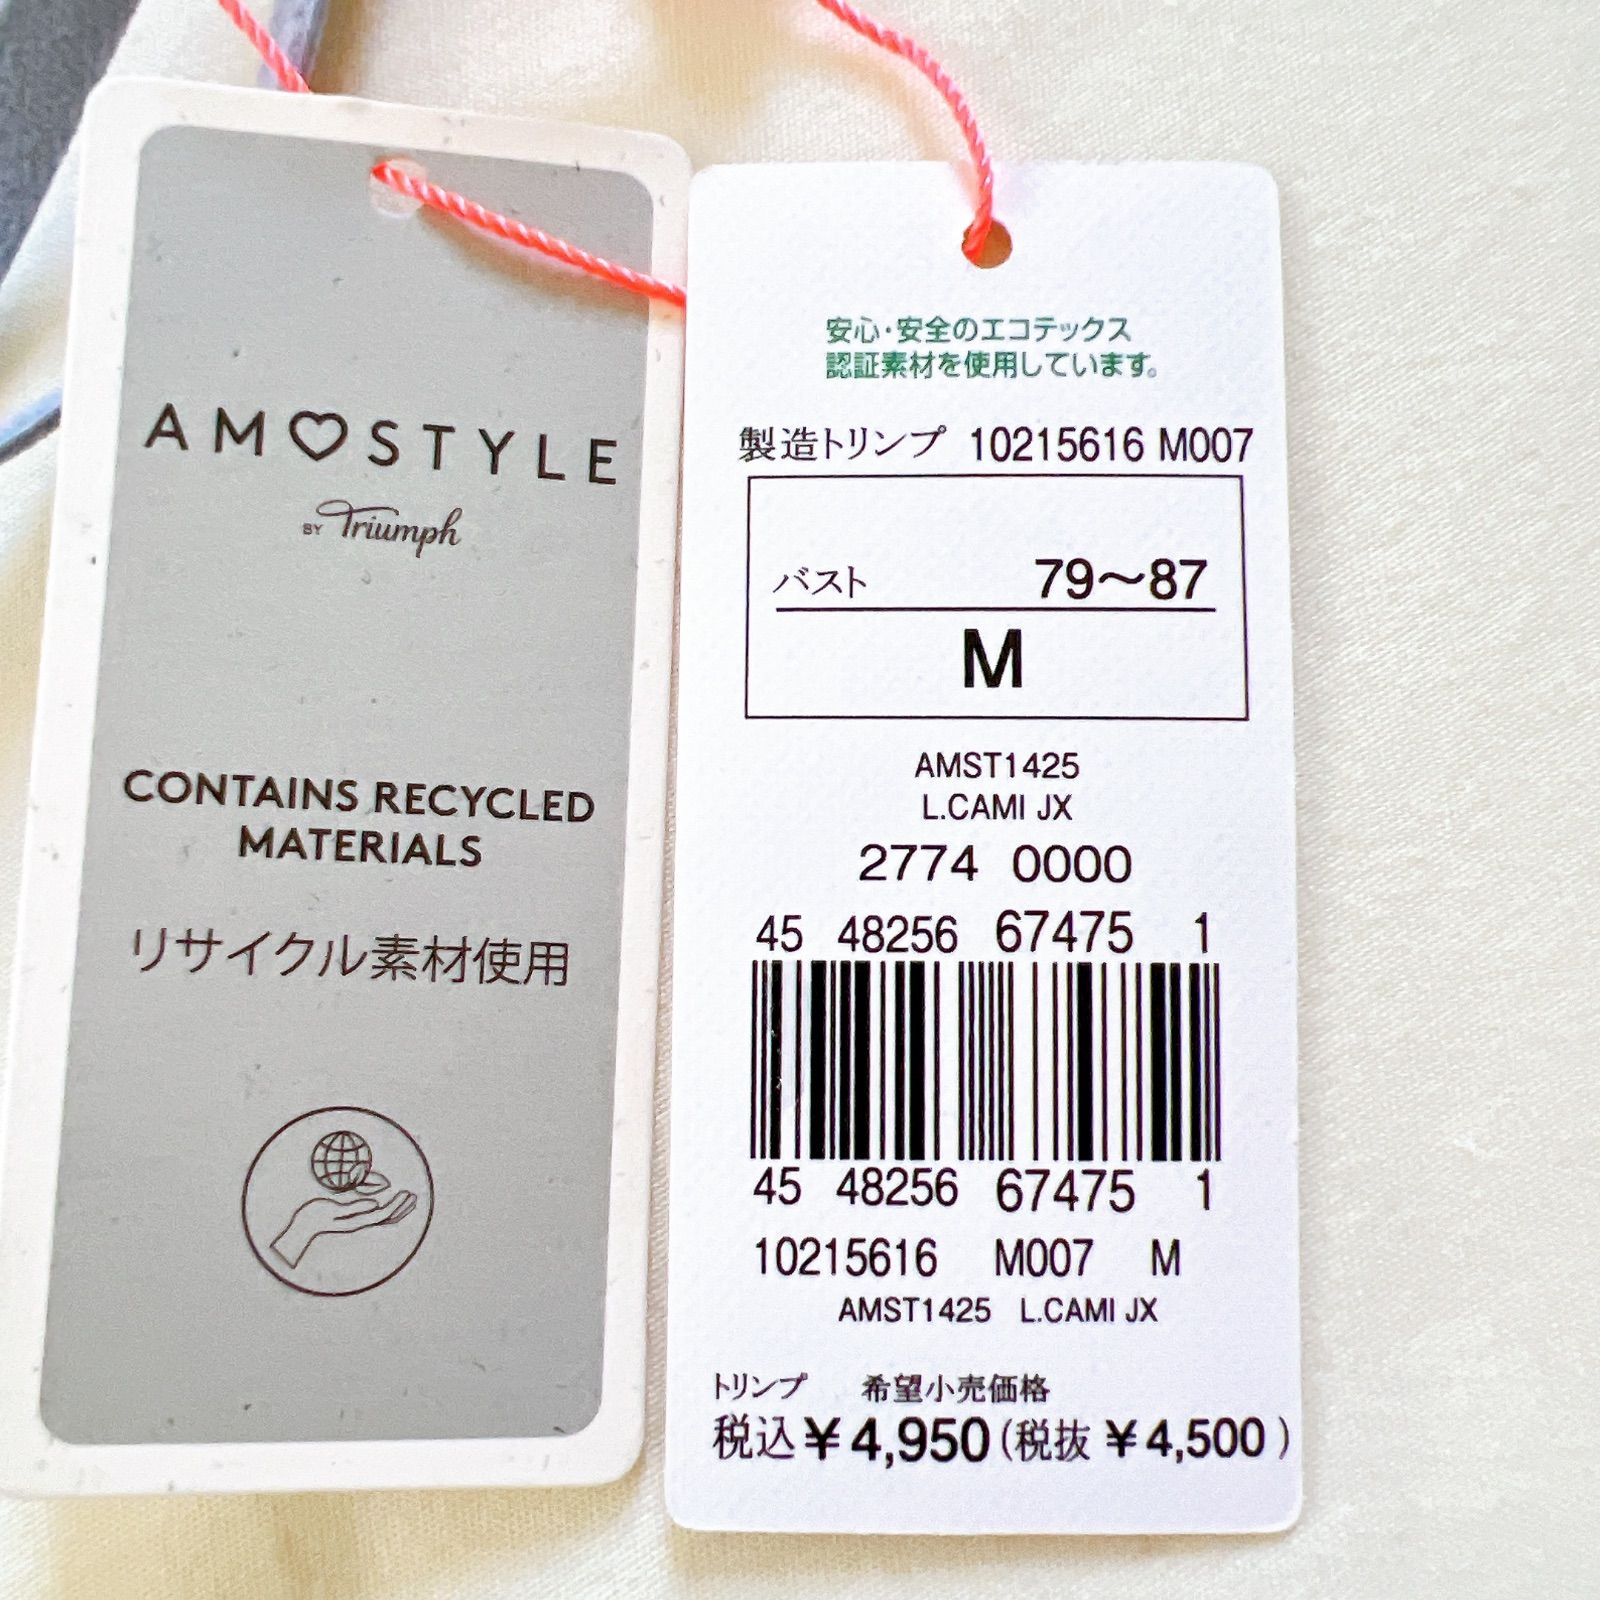 AMOSTYLE
BY Triumph
CONTAINS RECYCLED
MATERIALS
リサイクル素材使用
安心・安全のエコテックス
認証素材を使用しています。
製造トリンプ 10215616 M007
バスト 79〜87
M
AMST1425
L.CAMI JX
2774 0000
45 48256 67475 1
45 48256 67475 1
10215616 M007 M
AMST1425 L.CAMI JX
トリンプ 希望小売価格
税込¥4,950(税抜 ¥4,500)